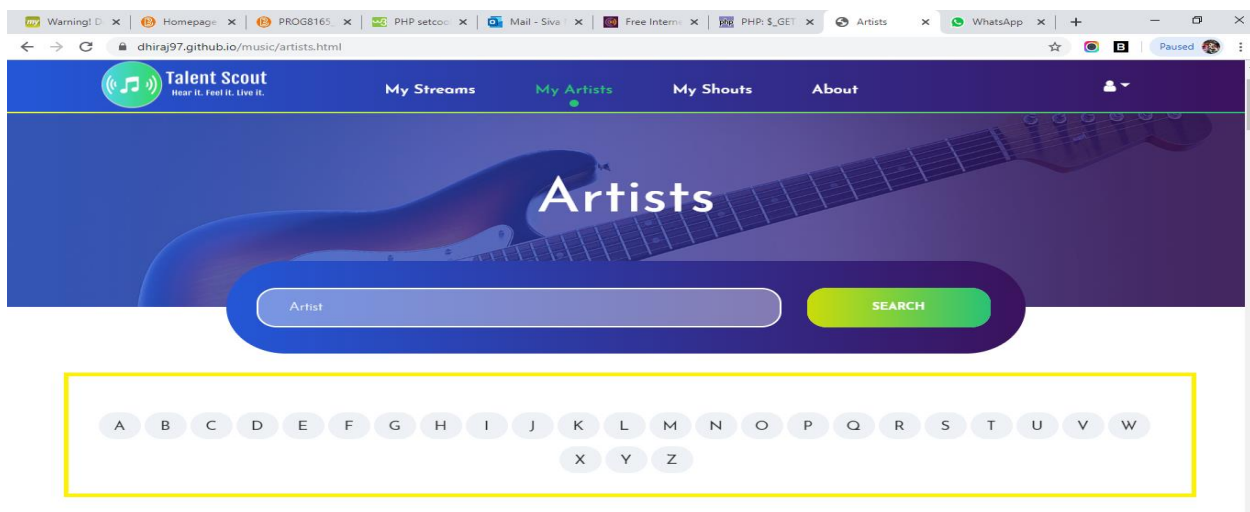 Warning! D
Homepage
PROG8165_
PHP setcoo
Mail - Siva
Free Interne
PHP: $_GET
Artists
WhatsApp
dhiraj97.github.io/music/artists.html
Paused
Talent Scout
Hear it. Feel it. Live it.
My Streams
My Artists
My Shouts
About
Artists
Artist
SEARCH
A B C D E F G H I J K L M N O P Q R S T U V W
X Y Z